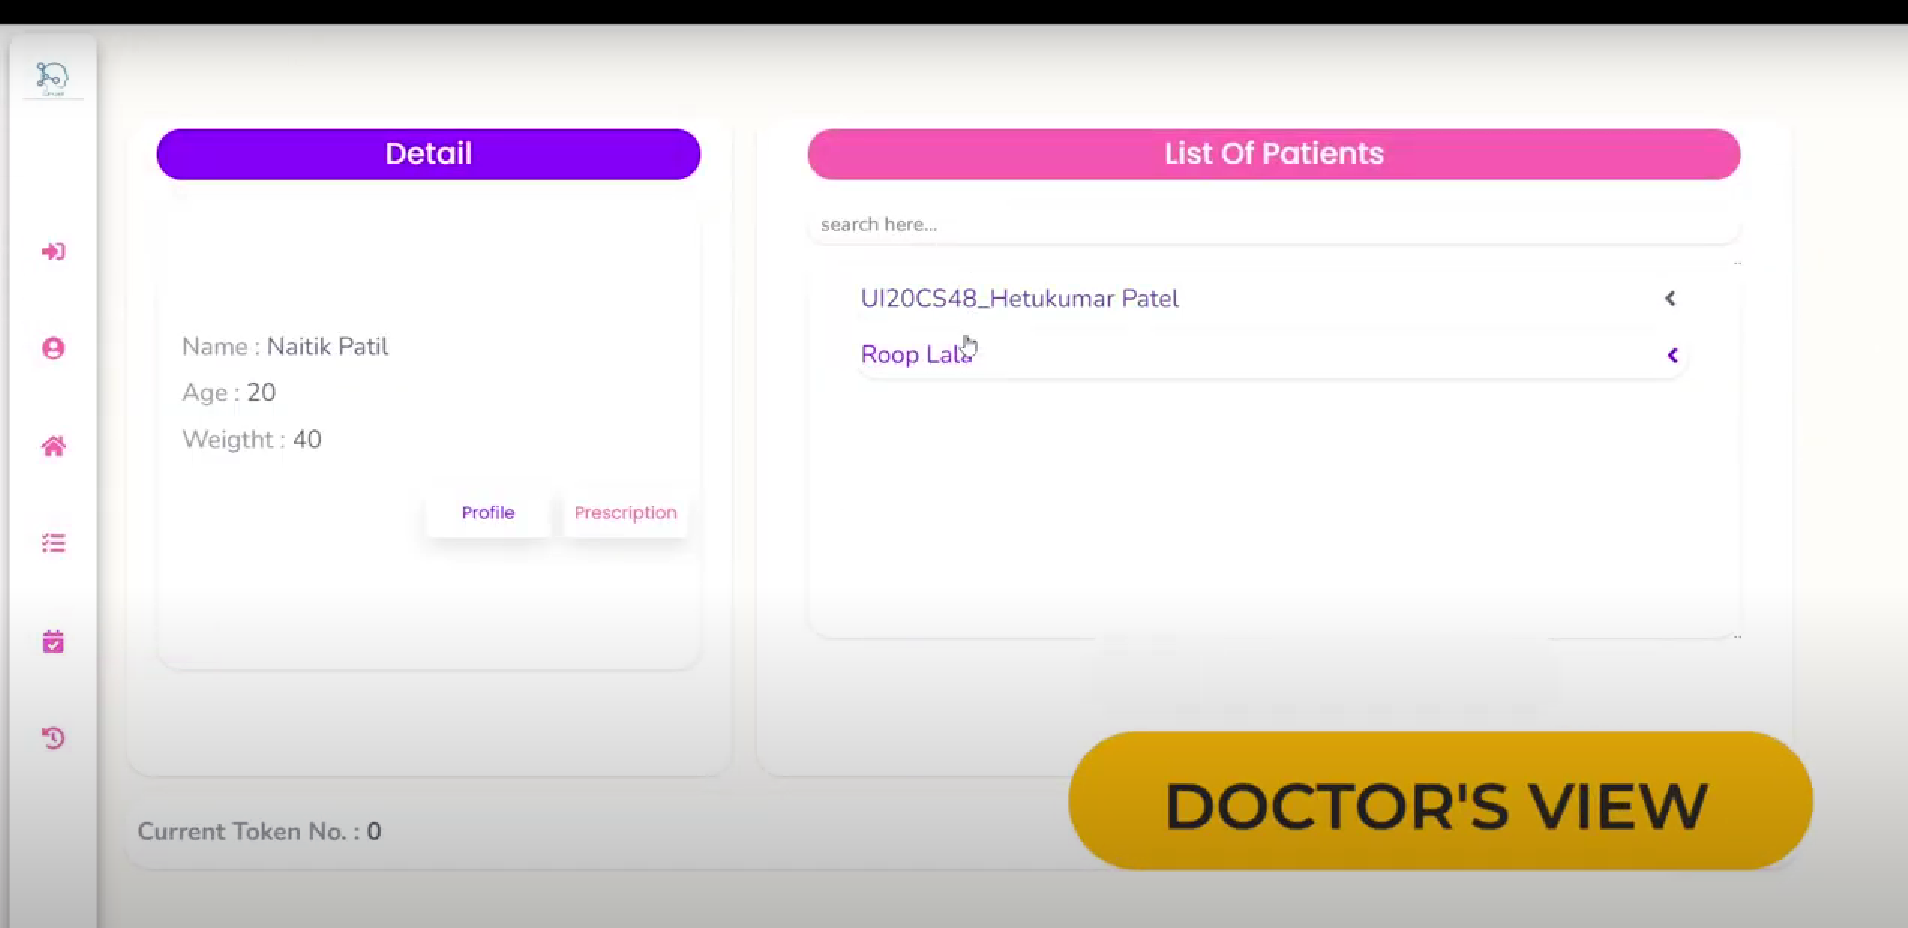 Detail
Name : Naitik Patil
Age : 20
Weigtht : 40
Profile
Prescription
List Of Patients
search here...
UI20CS48_Hetukumar Patel
Roop Lala
Current Token No. : 0
DOCTOR'S VIEW